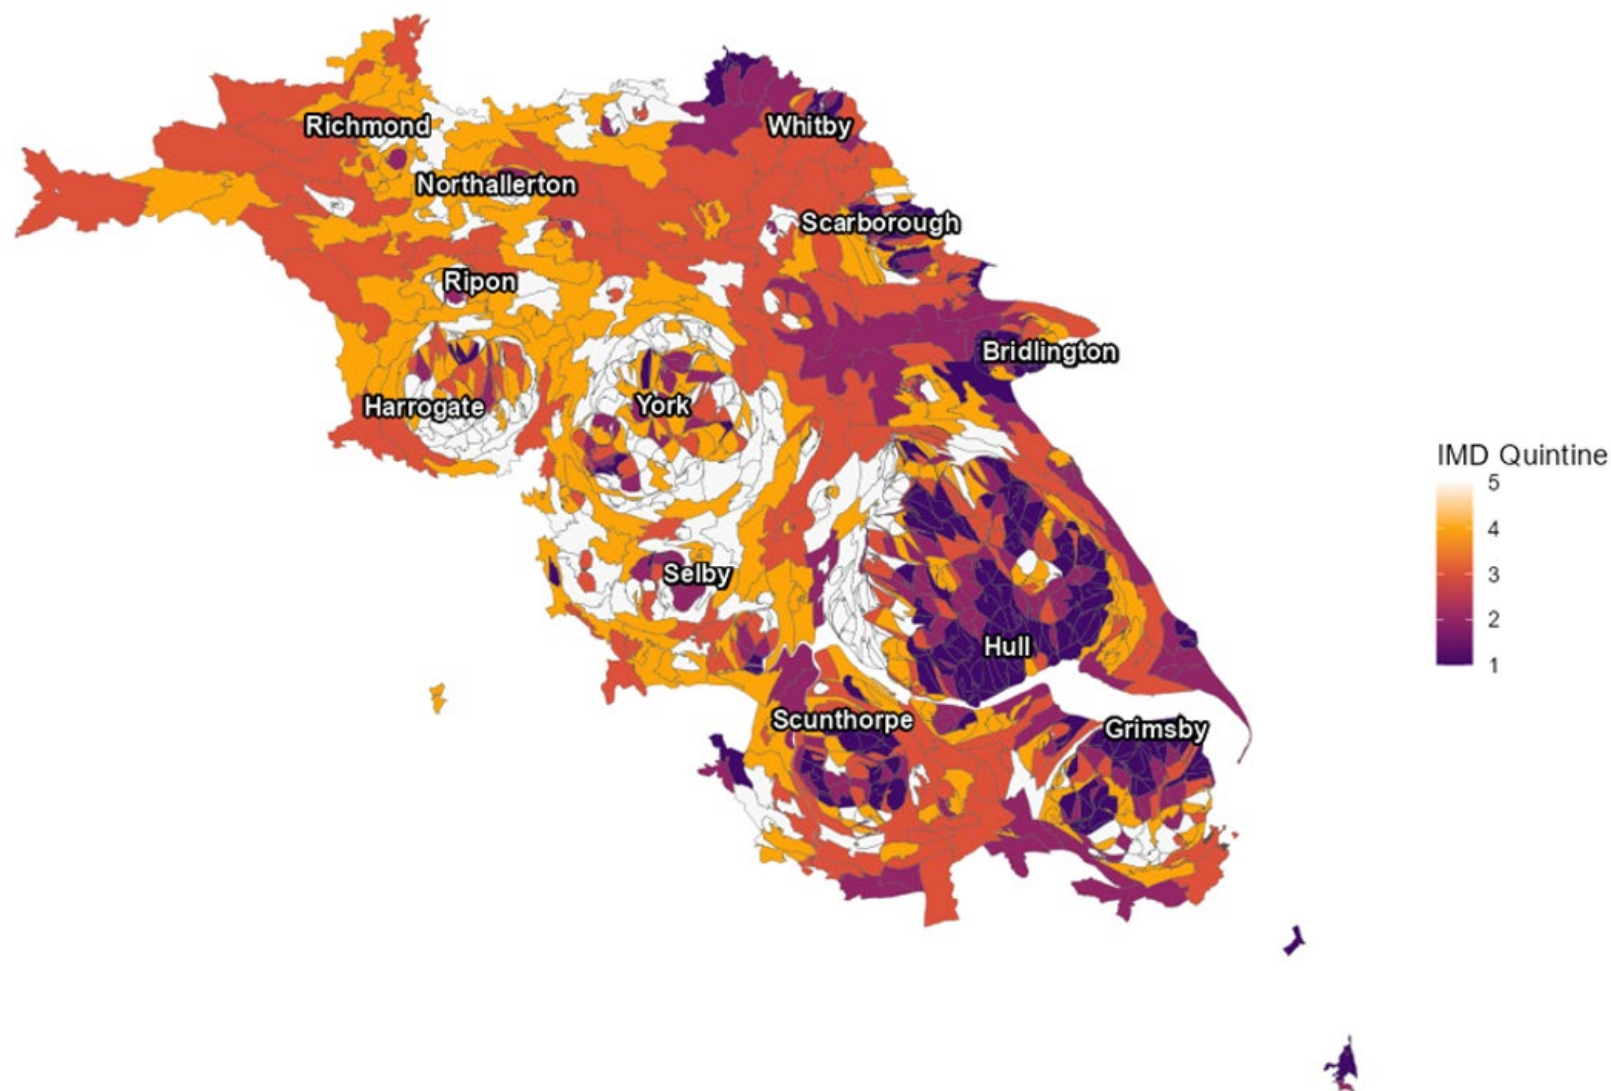 Richmond
Whitby
Northallerton
Scarborough
Ripon
Bridlington
Harrogate
York
Selby
Hull
Scunthorpe
Grimsby
IMD Quintine
5
4
3
2
1